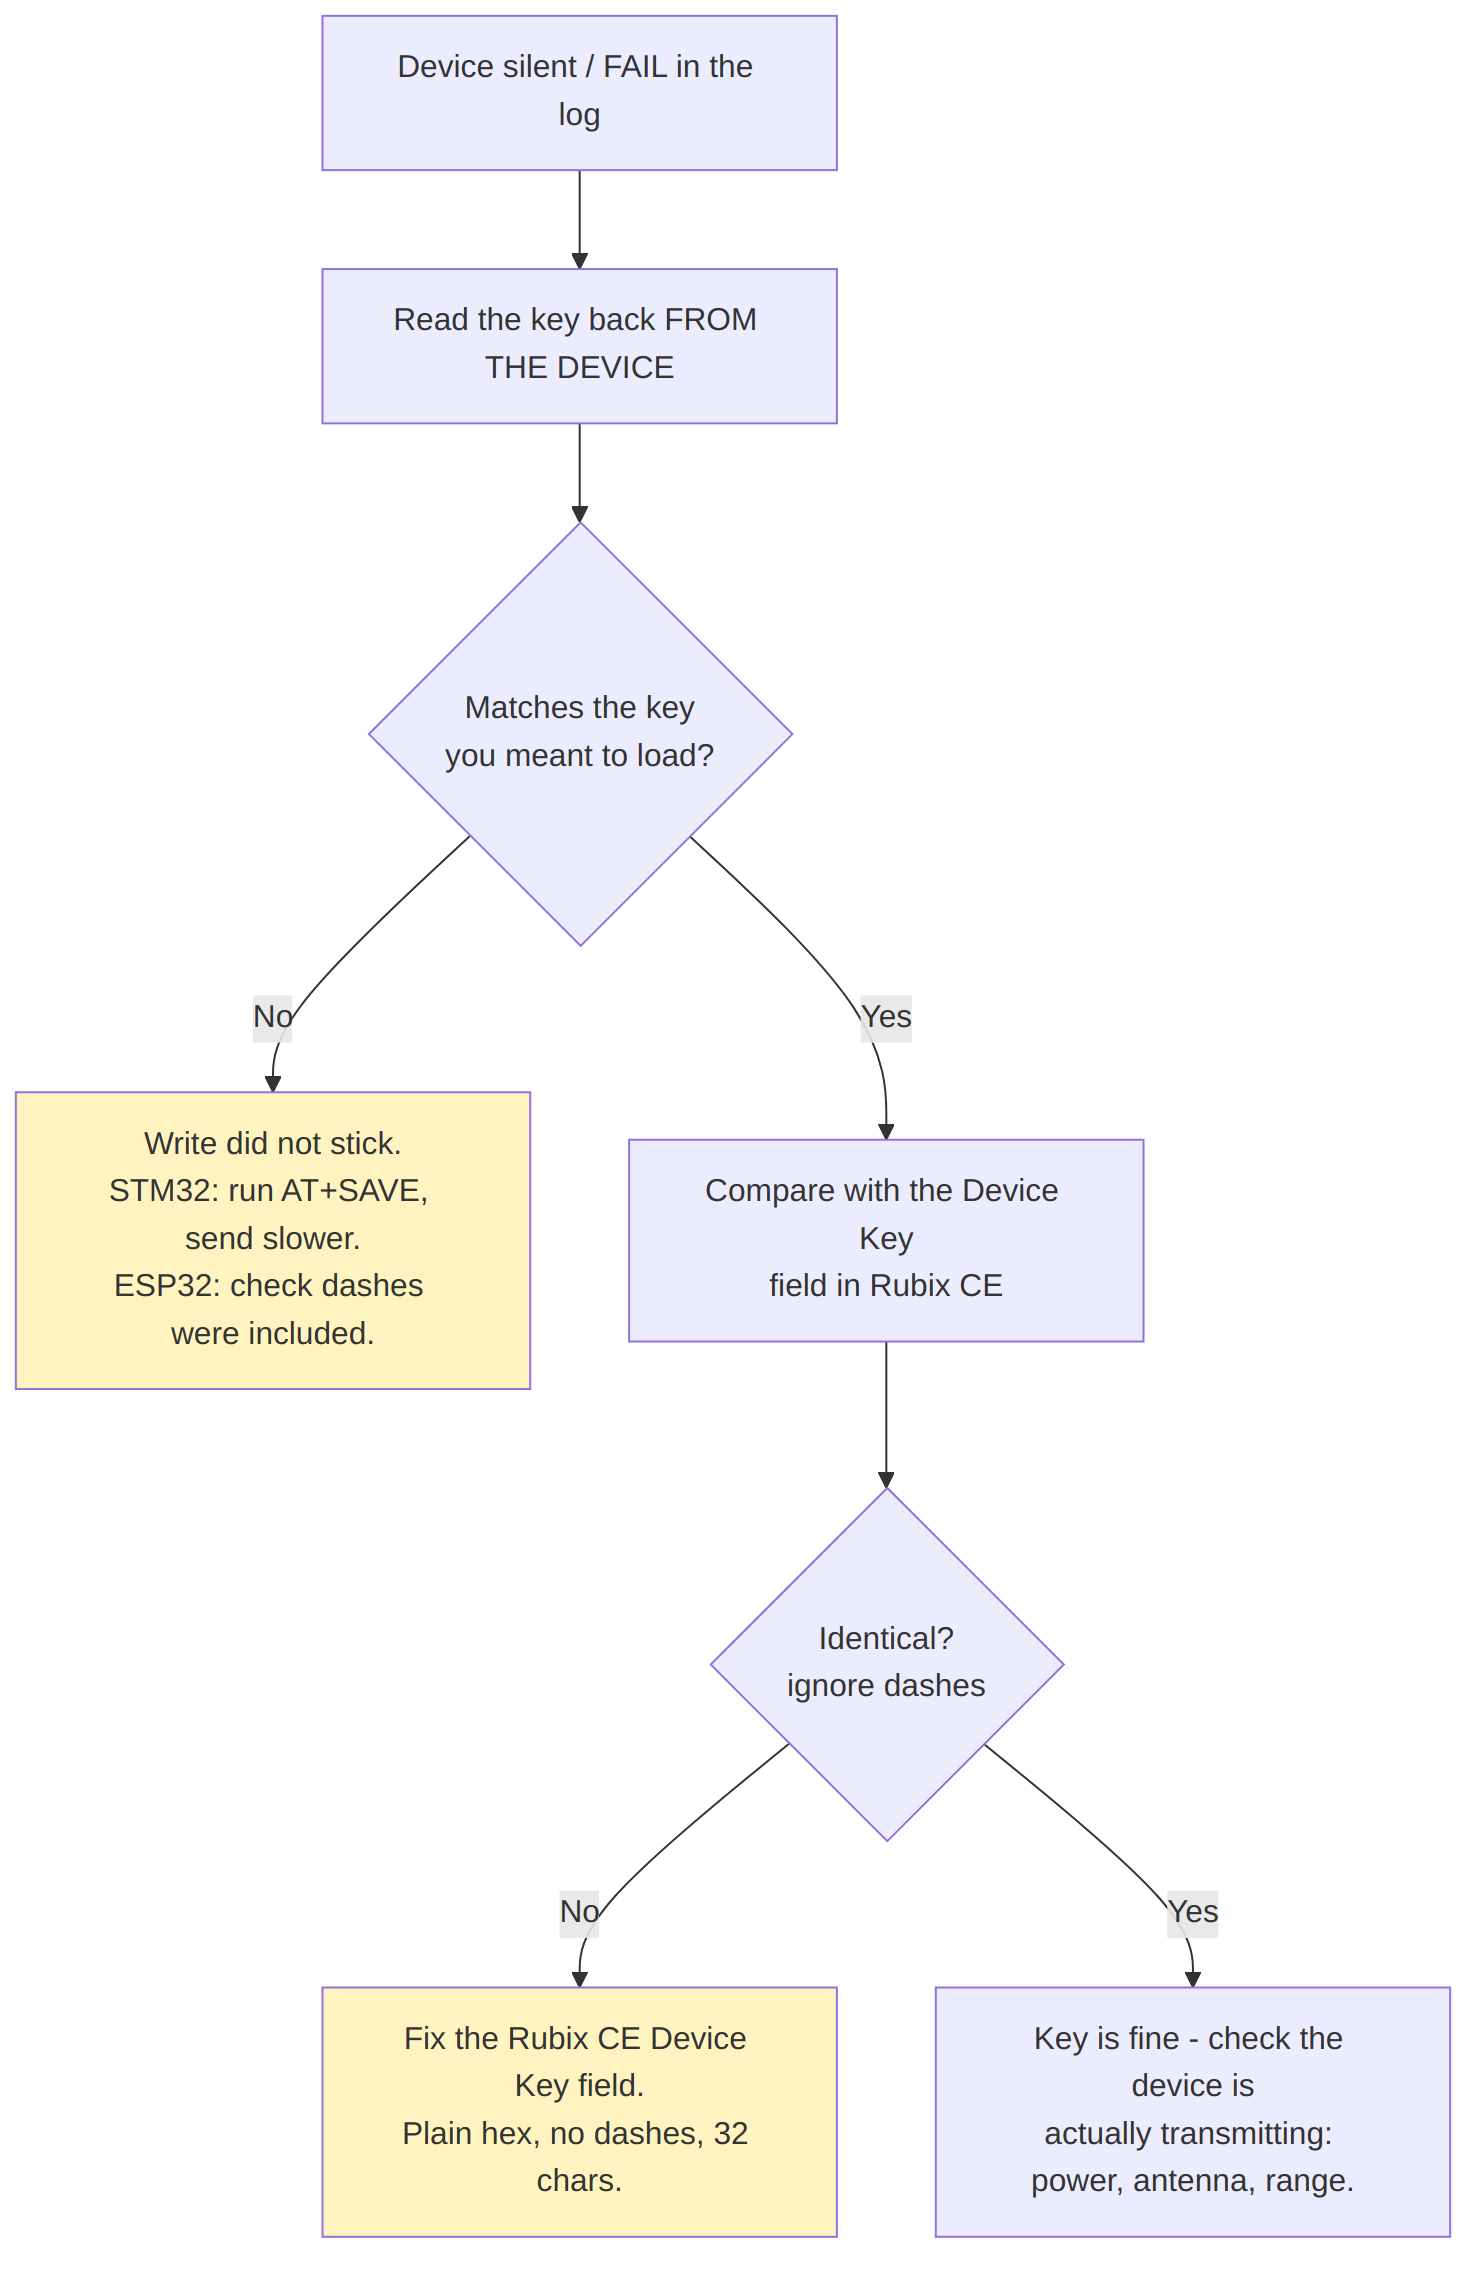 Device silent / FAIL in the
log
Read the key back FROM
THE DEVICE
Matches the key
you meant to load?
No
Yes
Write did not stick.
STM32: run AT+SAVE,
send slower.
ESP32: check dashes
were included.
Compare with the Device
Key
field in Rubix CE
Identical?
ignore dashes
No
Yes
Fix the Rubix CE Device
Key field.
Plain hex, no dashes, 32
chars.
Key is fine - check the
device is
actually transmitting:
power, antenna, range.